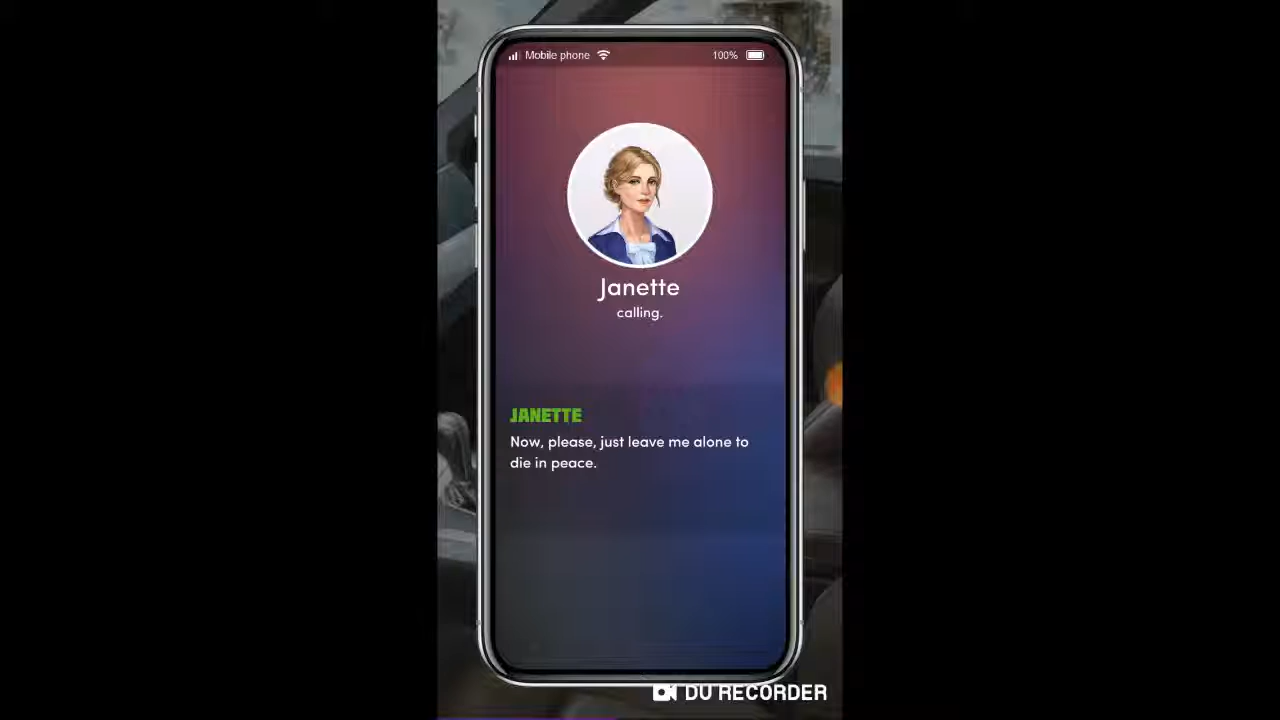 Mobile phone 100%
Janette
calling.
JANETTE
Now, please, just leave me alone to
die in peace.
DU RECORDER